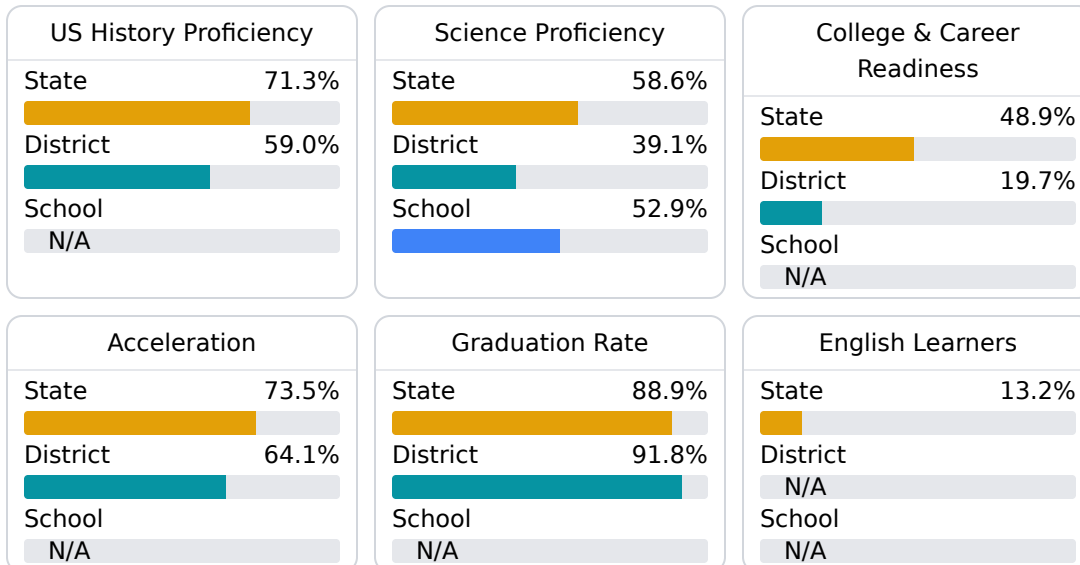 US History Proficiency
State 71.3%
District 59.0%
School
N/A
Science Proficiency
State 58.6%
District 39.1%
School 52.9%
College & Career
Readiness
State 48.9%
District 19.7%
School
N/A
Acceleration
State 73.5%
District 64.1%
School
N/A
Graduation Rate
State 88.9%
District 91.8%
School
N/A
English Learners
State 13.2%
District
N/A
School
N/A